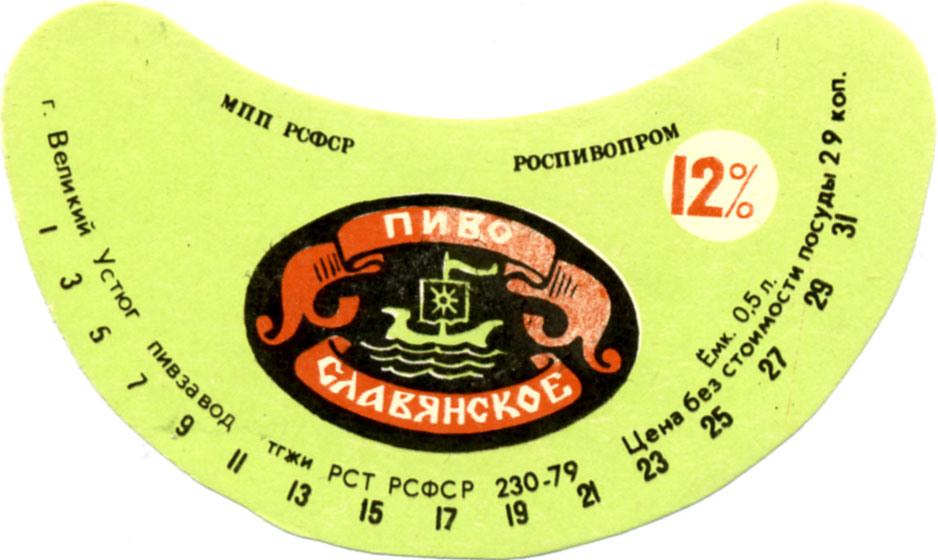 МПП РСФСР
РОСПИВОПРОМ
12%
ПИВО
СЛАВЯНСКОЕ
г. Великий Устюг пивзавод тгжи РСТ РСФСР 230-79
Ёмк. 0,5 л.
Цена без стоимости посуды 29 коп.
1 3 5 7 9 11 13 15 17 19 21 23 25 27 29 31